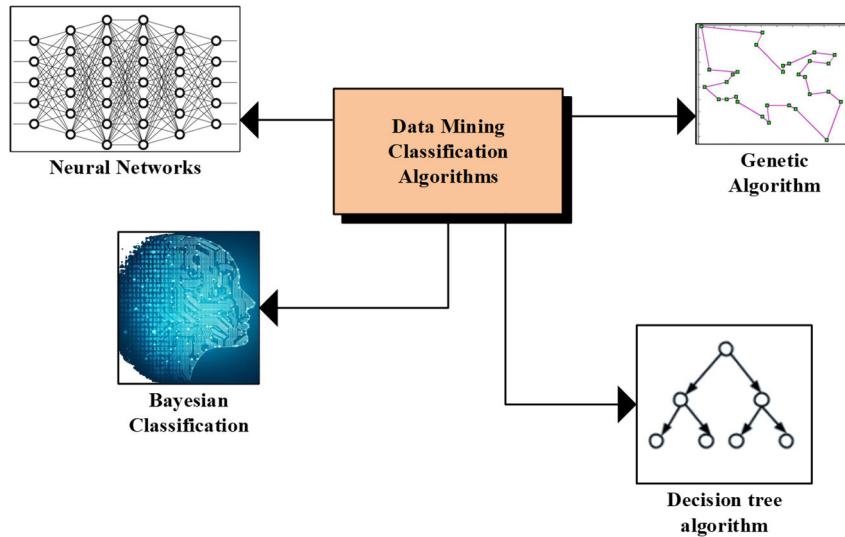 Data Mining
Classification
Algorithms
Neural Networks
Genetic
Algorithm
Bayesian
Classification
Decision tree
algorithm